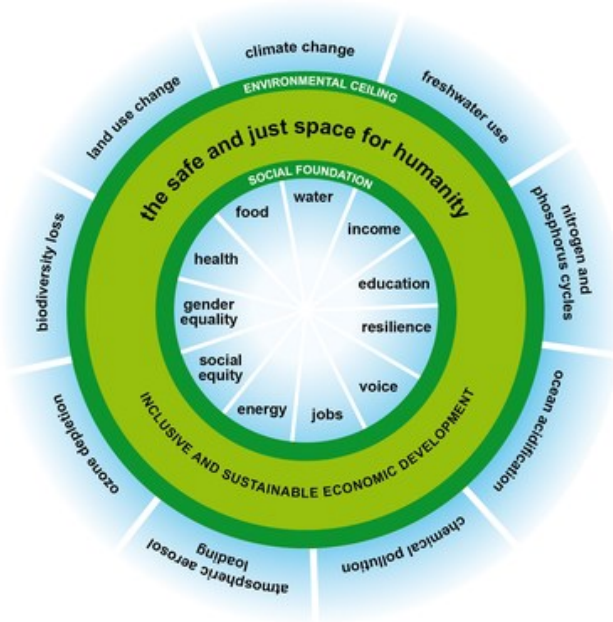 climate change
freshwater use
nitrogen and
phosphorus cycles
ocean acidification
chemical pollution
atmospheric aerosol
loading
ozone depletion
biodiversity loss
land use change
ENVIRONMENTAL CEILING
the safe and just space for humanity
SOCIAL FOUNDATION
water
income
education
resilience
voice
jobs
energy
social
equity
gender
equality
health
food
INCLUSIVE AND SUSTAINABLE ECONOMIC DEVELOPMENT